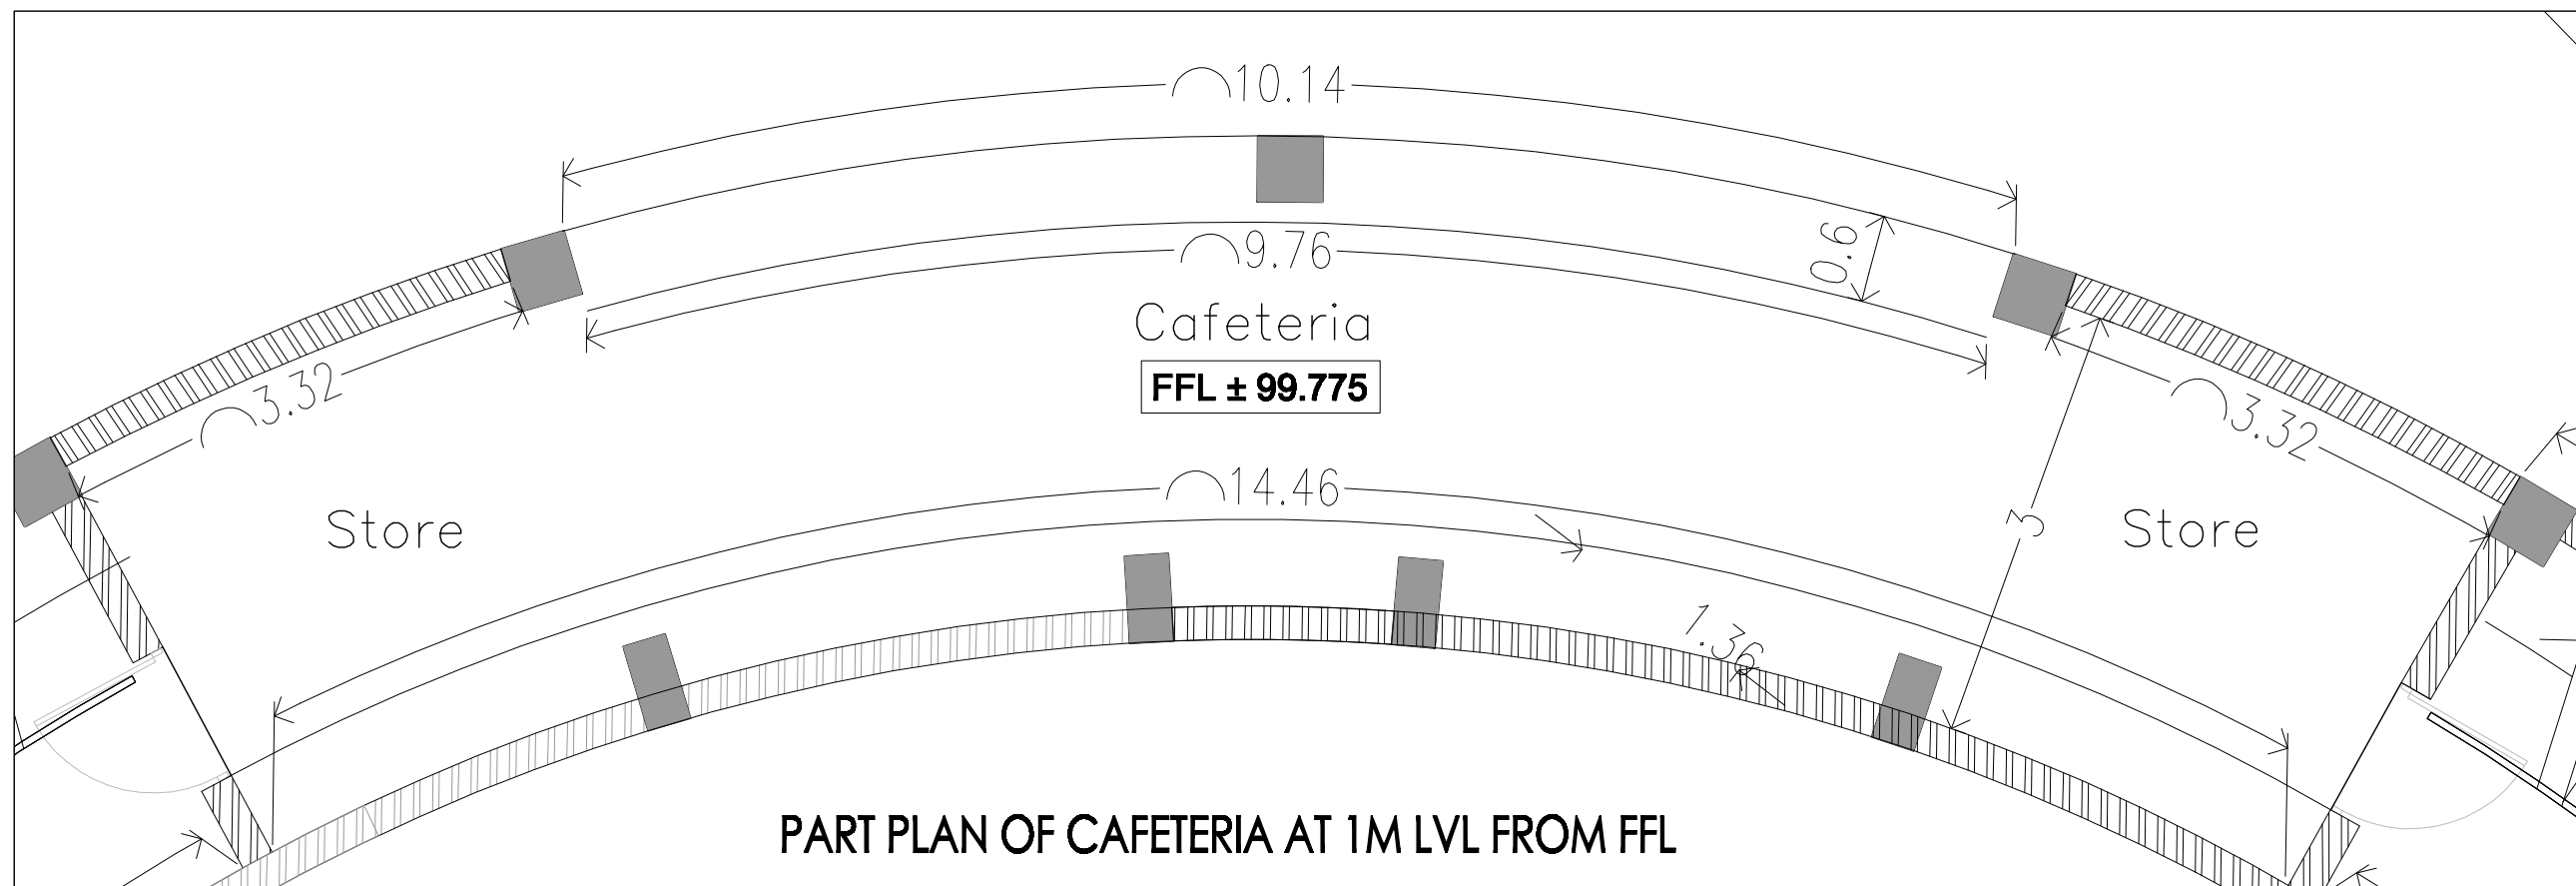 10.14
9.76
0.6
Cafeteria
FFL ± 99.775
3.32
3.32
14.46
Store
3
Store
1.36
PART PLAN OF CAFETERIA AT 1M LVL FROM FFL